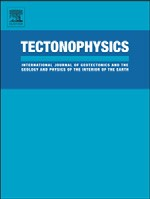 TECTONOPHYSICS
INTERNATIONAL JOURNAL OF GEOTECTONICS AND THE
GEOLOGY AND PHYSICS OF THE INTERIOR OF THE EARTH